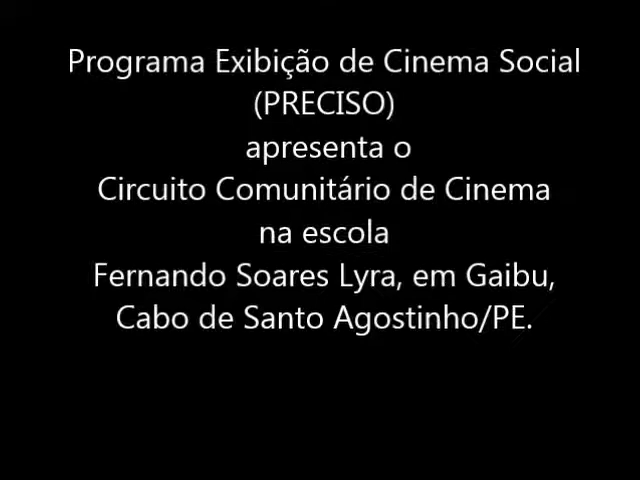 Programa Exibição de Cinema Social
(PRECISO)
apresenta o
Circuito Comunitário de Cinema
na escola
Fernando Soares Lyra, em Gaibu,
Cabo de Santo Agostinho/PE.